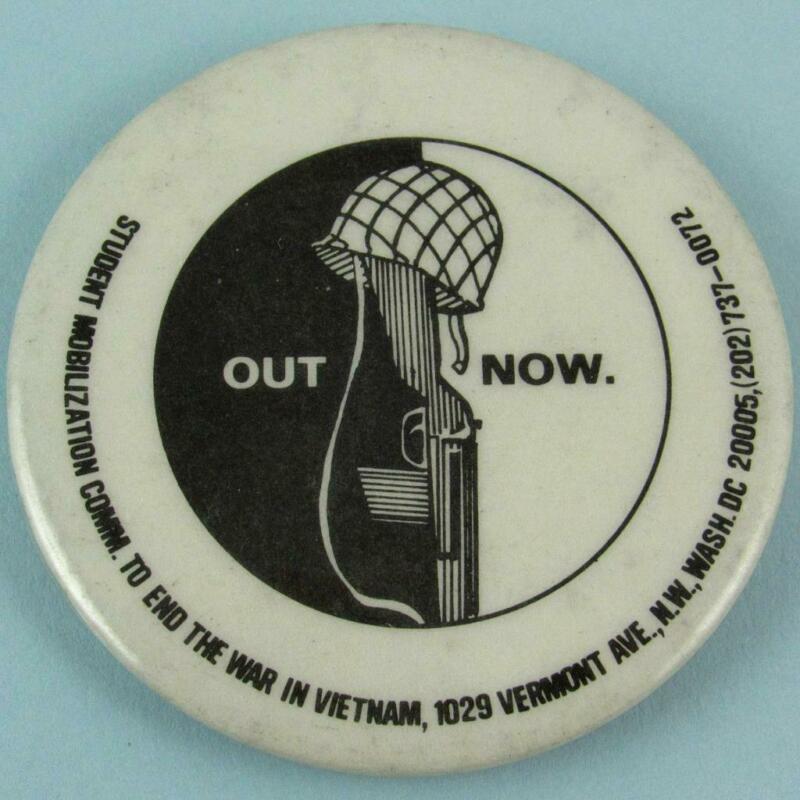 OUT NOW.
STUDENT MOBILIZATION COMM. TO END THE WAR IN VIETNAM, 1029 VERMONT AVE., N.W., WASH. DC 20005,(202) 737-0072